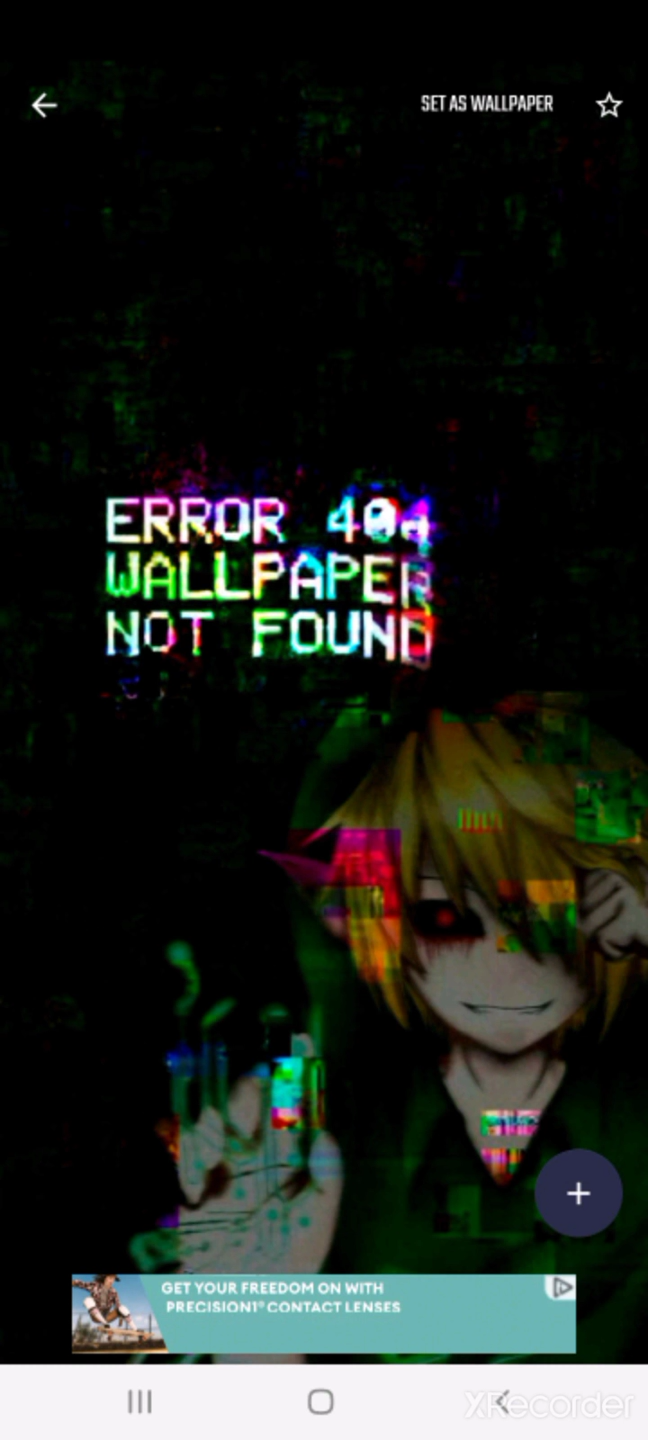 SET AS WALLPAPER
ERROR 404
WALLPAPER
NOT FOUND
GET YOUR FREEDOM ON WITH
PRECISION1® CONTACT LENSES
XRecorder